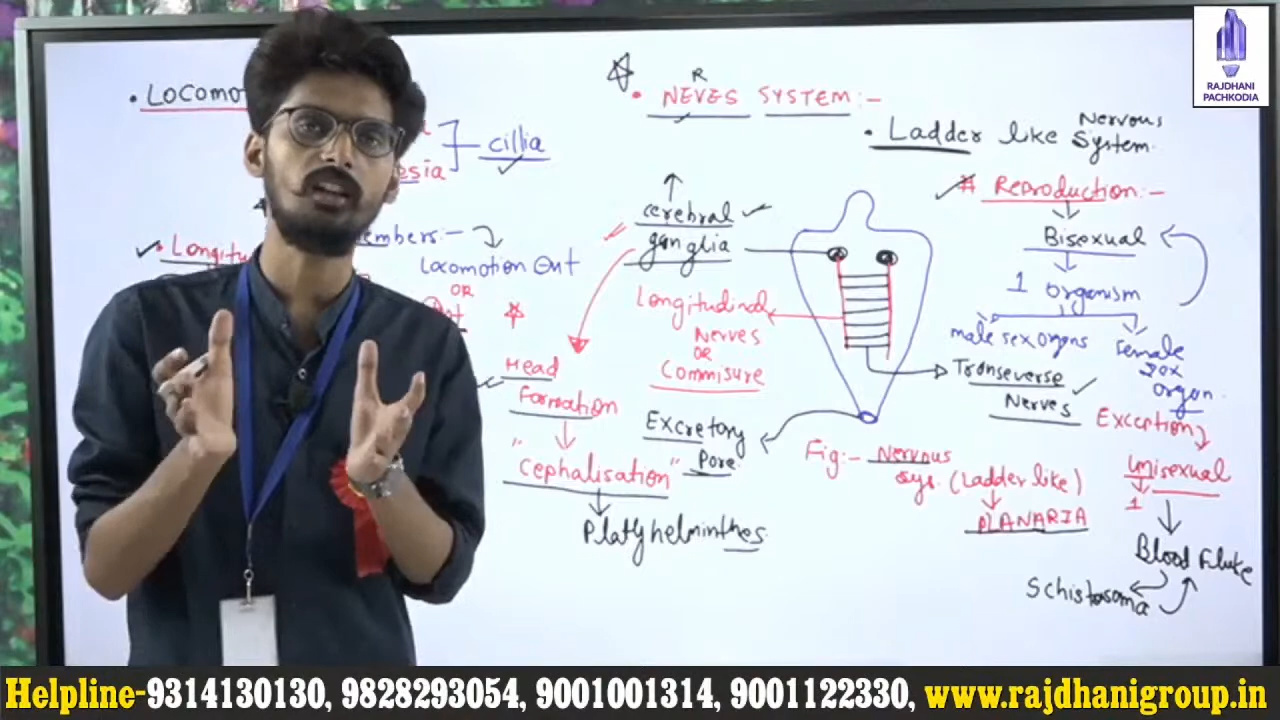 • LOCOMO
cillia
esia
• Longitu
embers:-
Locomotion Out
OR
Head
Formation
" Cephalisation "
Platyhelminthes
• NEVES SYSTEM:-
R
• Ladder like Nervous System.
cerebral
ganglia
Longitudinal
Nerves
OR
Commisure
Excretory
Pore
Transeverse
Nerves
Fig:- Nervous
sys. (Ladder like)
PLANARIA
# Reproduction:-
Bisexual
1 organism
male sex organs
Female
sex
organ
Exception
Unisexual
1
Blood Fluke
Schistosoma
RAJDHANI
PACHKODIA
Helpline-9314130130, 9828293054, 9001001314, 9001122330, www.rajdhanigroup.in